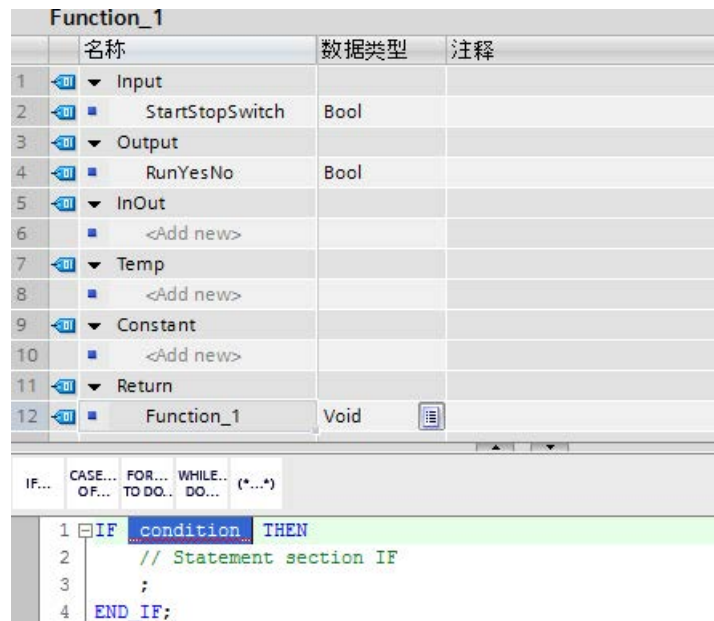 Function_1
名称 数据类型 注释
1 Input
2 StartStopSwitch Bool
3 Output
4 RunYesNo Bool
5 InOut
6 <Add new>
7 Temp
8 <Add new>
9 Constant
10 <Add new>
11 Return
12 Function_1 Void
IF... CASE... FOR... WHILE.. (*...*)
OF... TO DO.. DO...
1 IF condition THEN
2 // Statement section IF
3 ;
4 END_IF;